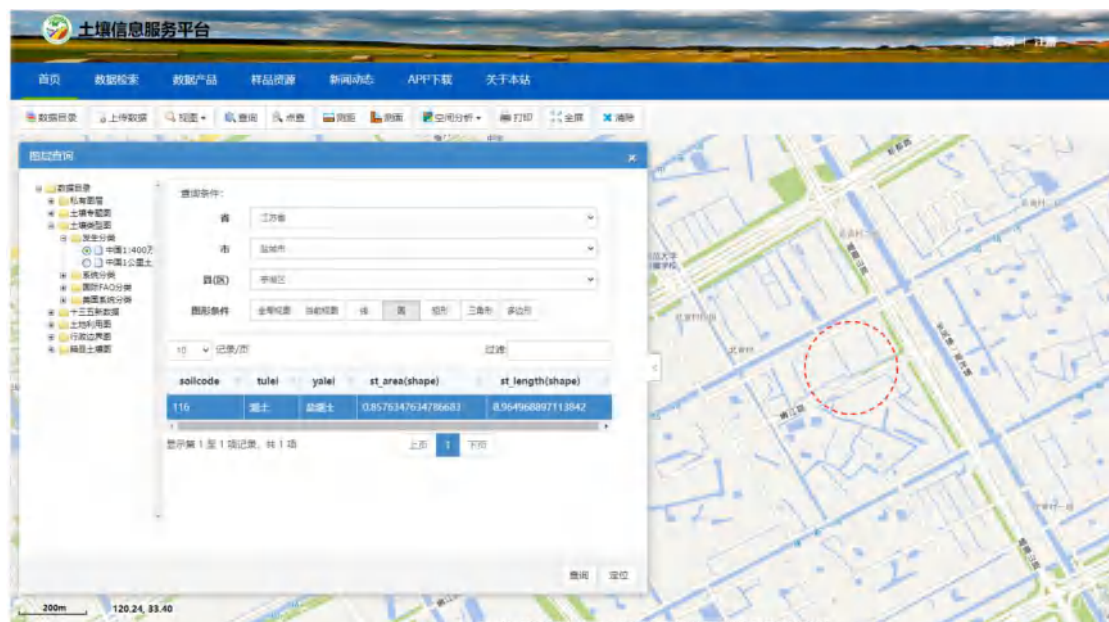 土壤信息服务平台
登录 | 注册
首页 数据检索 数据产品 样品资源 新闻动态 APP下载 关于本站
数据目录 上传数据 视图 查询 点查 测距 测面 空间分析 打印 全屏 清除
图层查询
数据目录
私有图层
土壤专题图
土壤类型图
发生分类
中国1:400万
中国1公里土
系统分类
国际FAO分类
美国系统分类
十三五新数据
土地利用图
行政边界图
精品土壤图
查询条件:
省 江苏省
市 盐城市
县(区) 亭湖区
图形条件 全幅视图 当前视图 线 圆 矩形 三角形 多边形
10 记录/页 过滤:
soilcode tulei yalei st_area(shape) st_length(shape)
116 潮土 盐潮土 0.8576347634786683 8.964968897113842
显示第 1 至 1 项记录，共 1 项
上页 1 下页
查询 定位
200m 120.24, 33.40